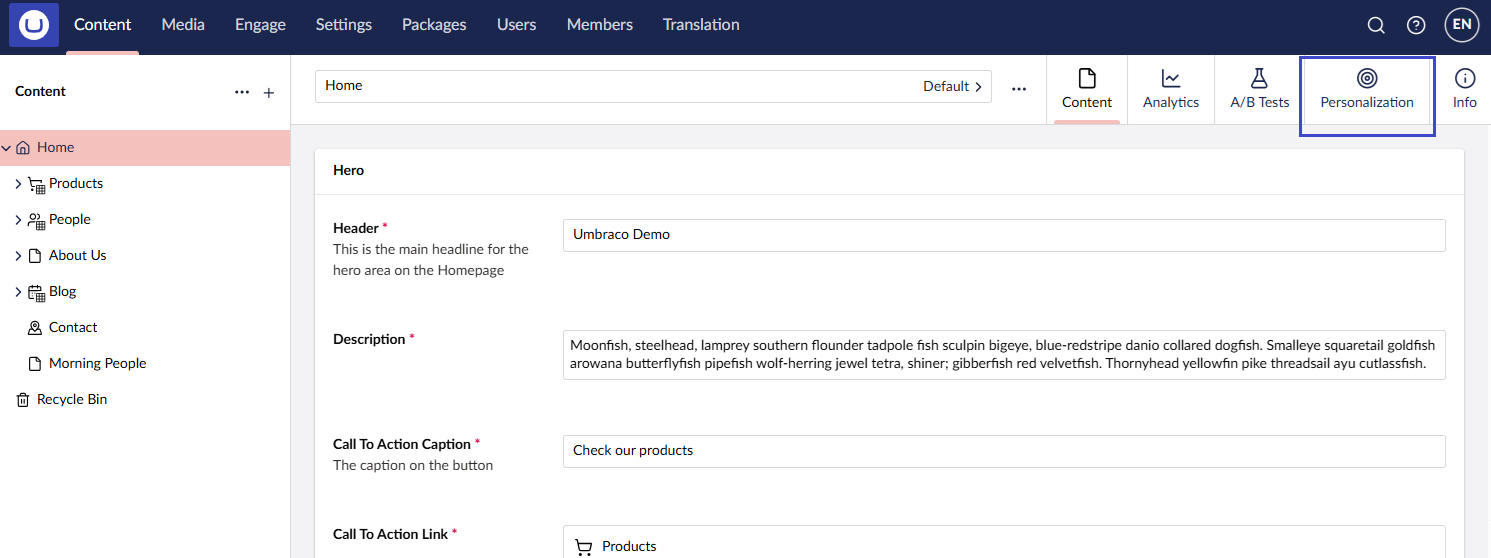 Content Media Engage Settings Packages Users Members Translation EN
Content
Home
Products
People
About Us
Blog
Contact
Morning People
Recycle Bin
Home Default
Content Analytics A/B Tests Personalization Info
Hero
Header *
This is the main headline for the
hero area on the Homepage
Umbraco Demo
Description *
Moonfish, steelhead, lamprey southern flounder tadpole fish sculpin bigeye, blue-redstripe danio collared dogfish. Smalleye squaretail goldfish
arowana butterflyfish pipefish wolf-herring jewel tetra, shiner; gibberfish red velvetfish. Thornyhead yellowfin pike threadsail ayu cutlassfish.
Call To Action Caption *
The caption on the button
Check our products
Call To Action Link *
Products